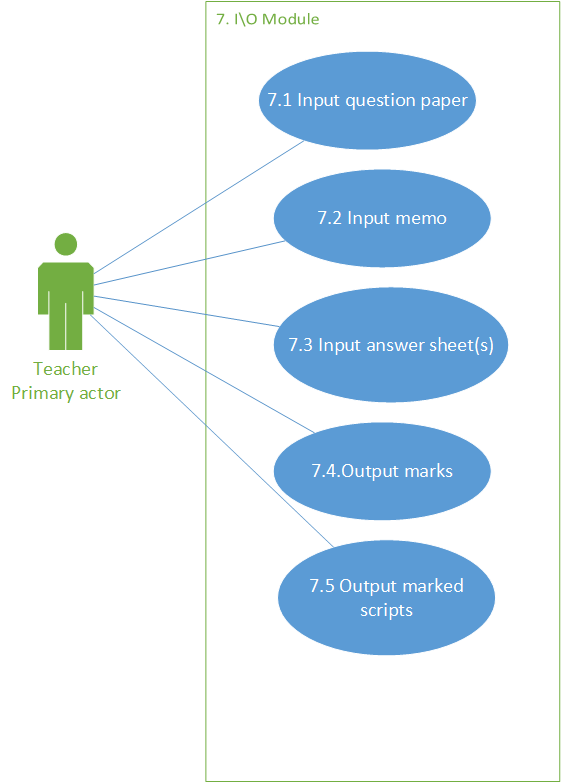 7. I\O Module
7.1 Input question paper
7.2 Input memo
7.3 Input answer sheet(s)
Teacher
Primary actor
7.4.Output marks
7.5 Output marked
scripts